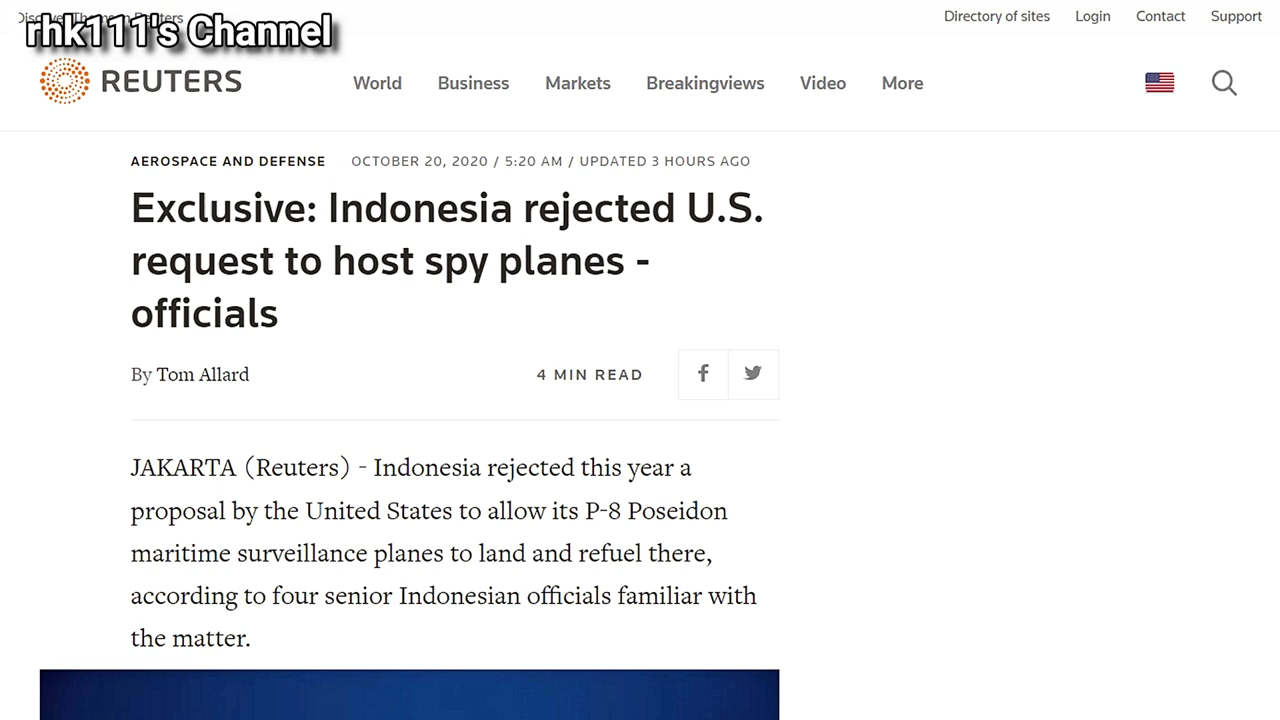 rhk111's Channel
Directory of sites Login Contact Support
REUTERS
World Business Markets Breakingviews Video More
AEROSPACE AND DEFENSE OCTOBER 20, 2020 / 5:20 AM / UPDATED 3 HOURS AGO
Exclusive: Indonesia rejected U.S.
request to host spy planes -
officials
By Tom Allard 4 MIN READ
JAKARTA (Reuters) - Indonesia rejected this year a
proposal by the United States to allow its P-8 Poseidon
maritime surveillance planes to land and refuel there,
according to four senior Indonesian officials familiar with
the matter.